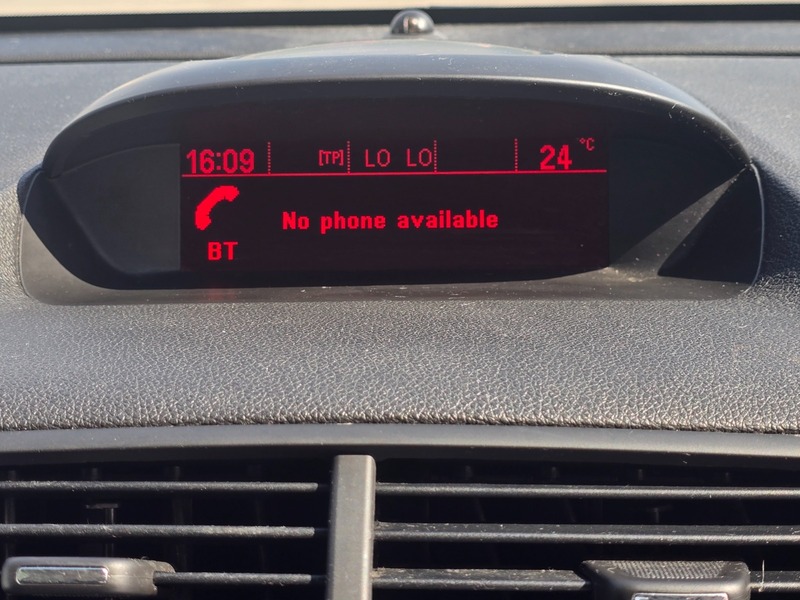 16:09 [TP] LO LO 24 °C
No phone available
BT